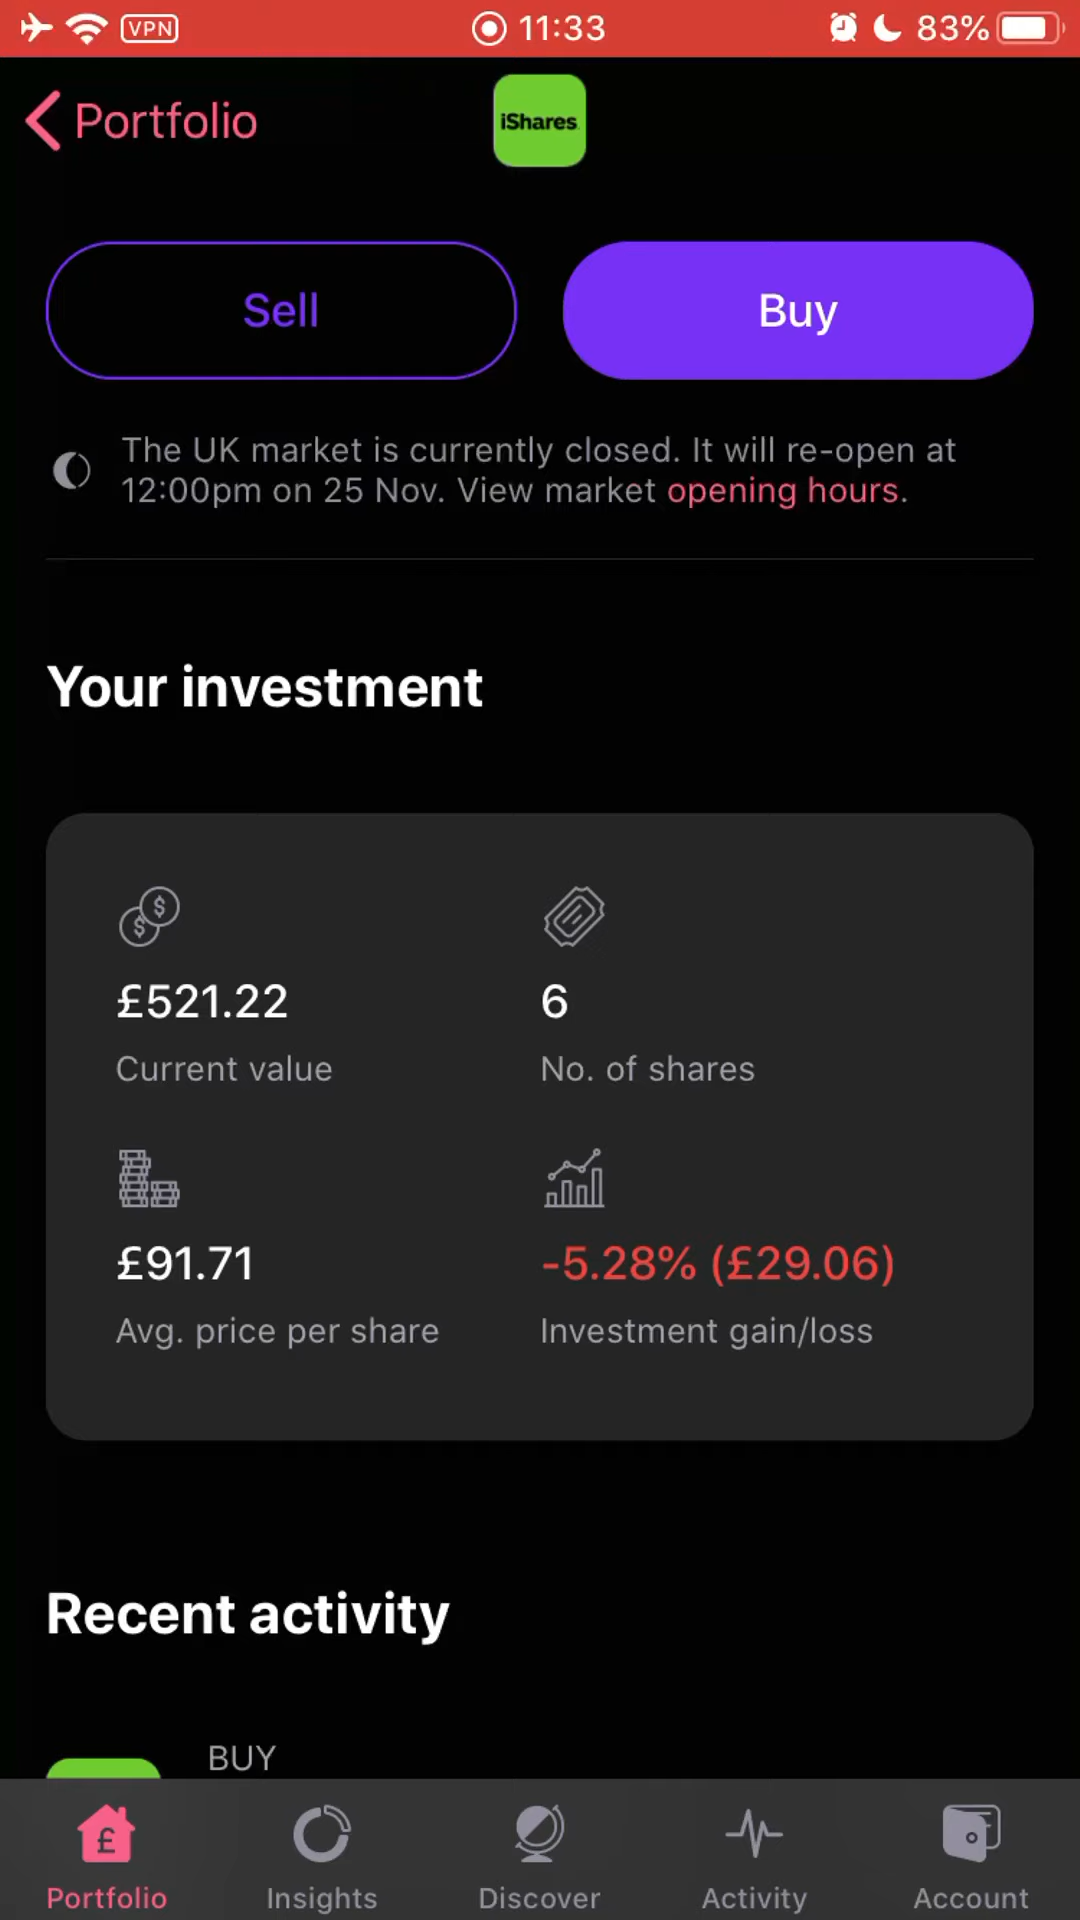 VPN 11:33 83%
Portfolio iShares.
Sell Buy
The UK market is currently closed. It will re-open at
12:00pm on 25 Nov. View market opening hours.
Your investment
£521.22 6
Current value No. of shares
£91.71 -5.28% (£29.06)
Avg. price per share Investment gain/loss
Recent activity
BUY
Portfolio Insights Discover Activity Account